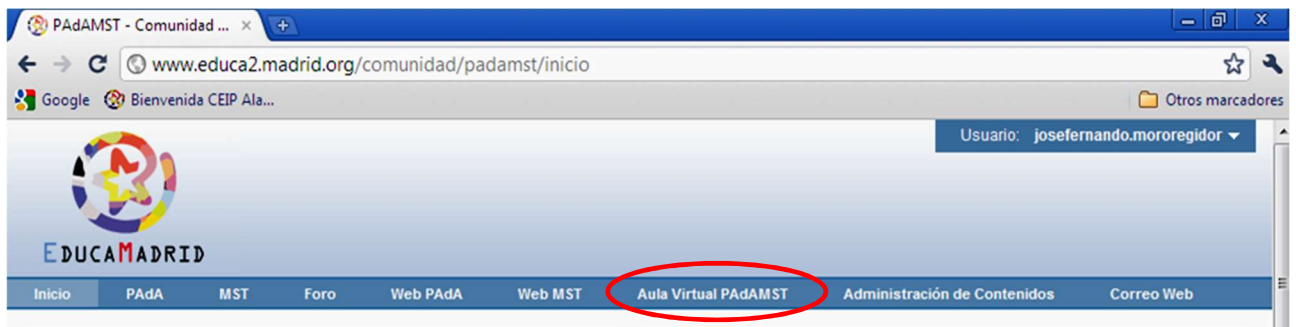 PAdAMST - Comunidad ...
www.educa2.madrid.org/comunidad/padamst/inicio
Google Bienvenida CEIP Ala... Otros marcadores
Usuario: josefernando.mororegidor
EDUCAMADRID
Inicio PAdA MST Foro Web PAdA Web MST Aula Virtual PAdAMST Administración de Contenidos Correo Web